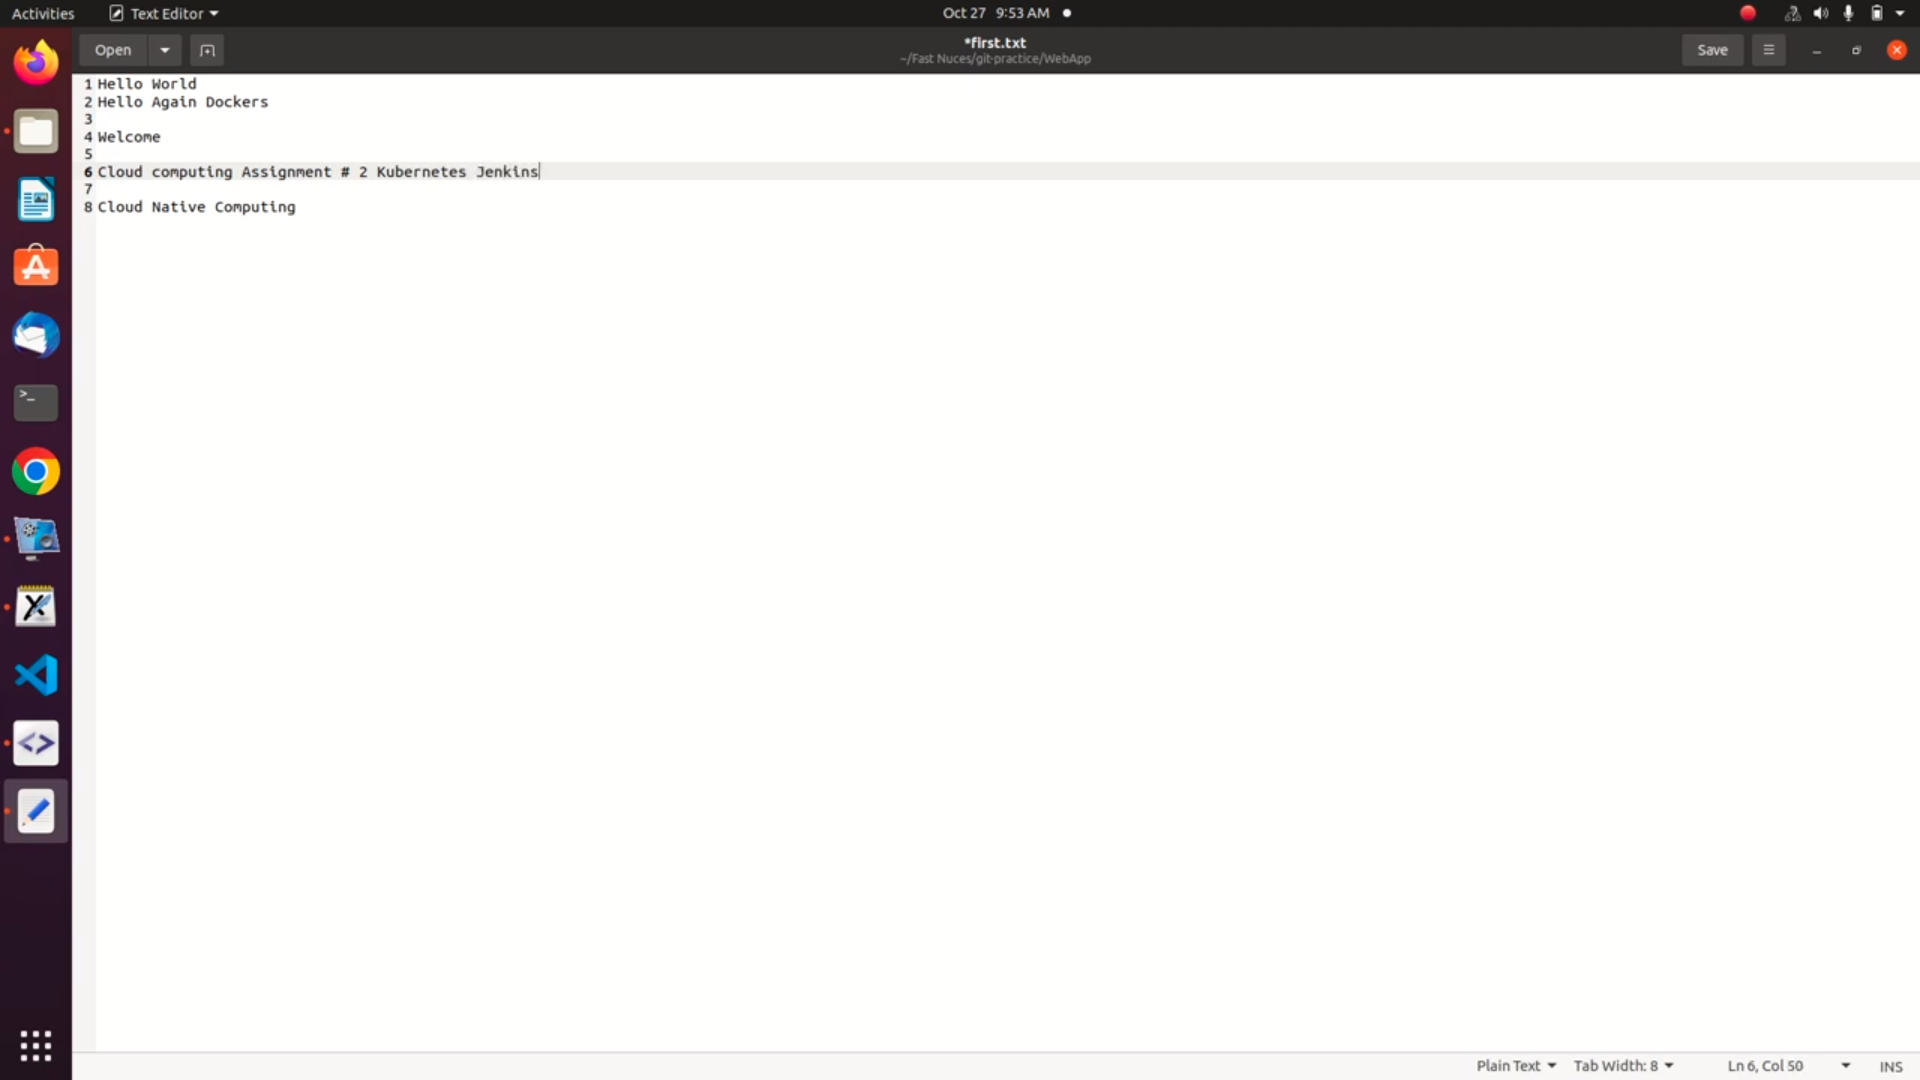 Activities Text Editor Oct 27 9:53 AM
Open *first.txt Save
~/Fast Nuces/git-practice/WebApp
1 Hello World
2 Hello Again Dockers
3
4 Welcome
5
6 Cloud computing Assignment # 2 Kubernetes Jenkins
7
8 Cloud Native Computing
Plain Text Tab Width: 8 Ln 6, Col 50 INS